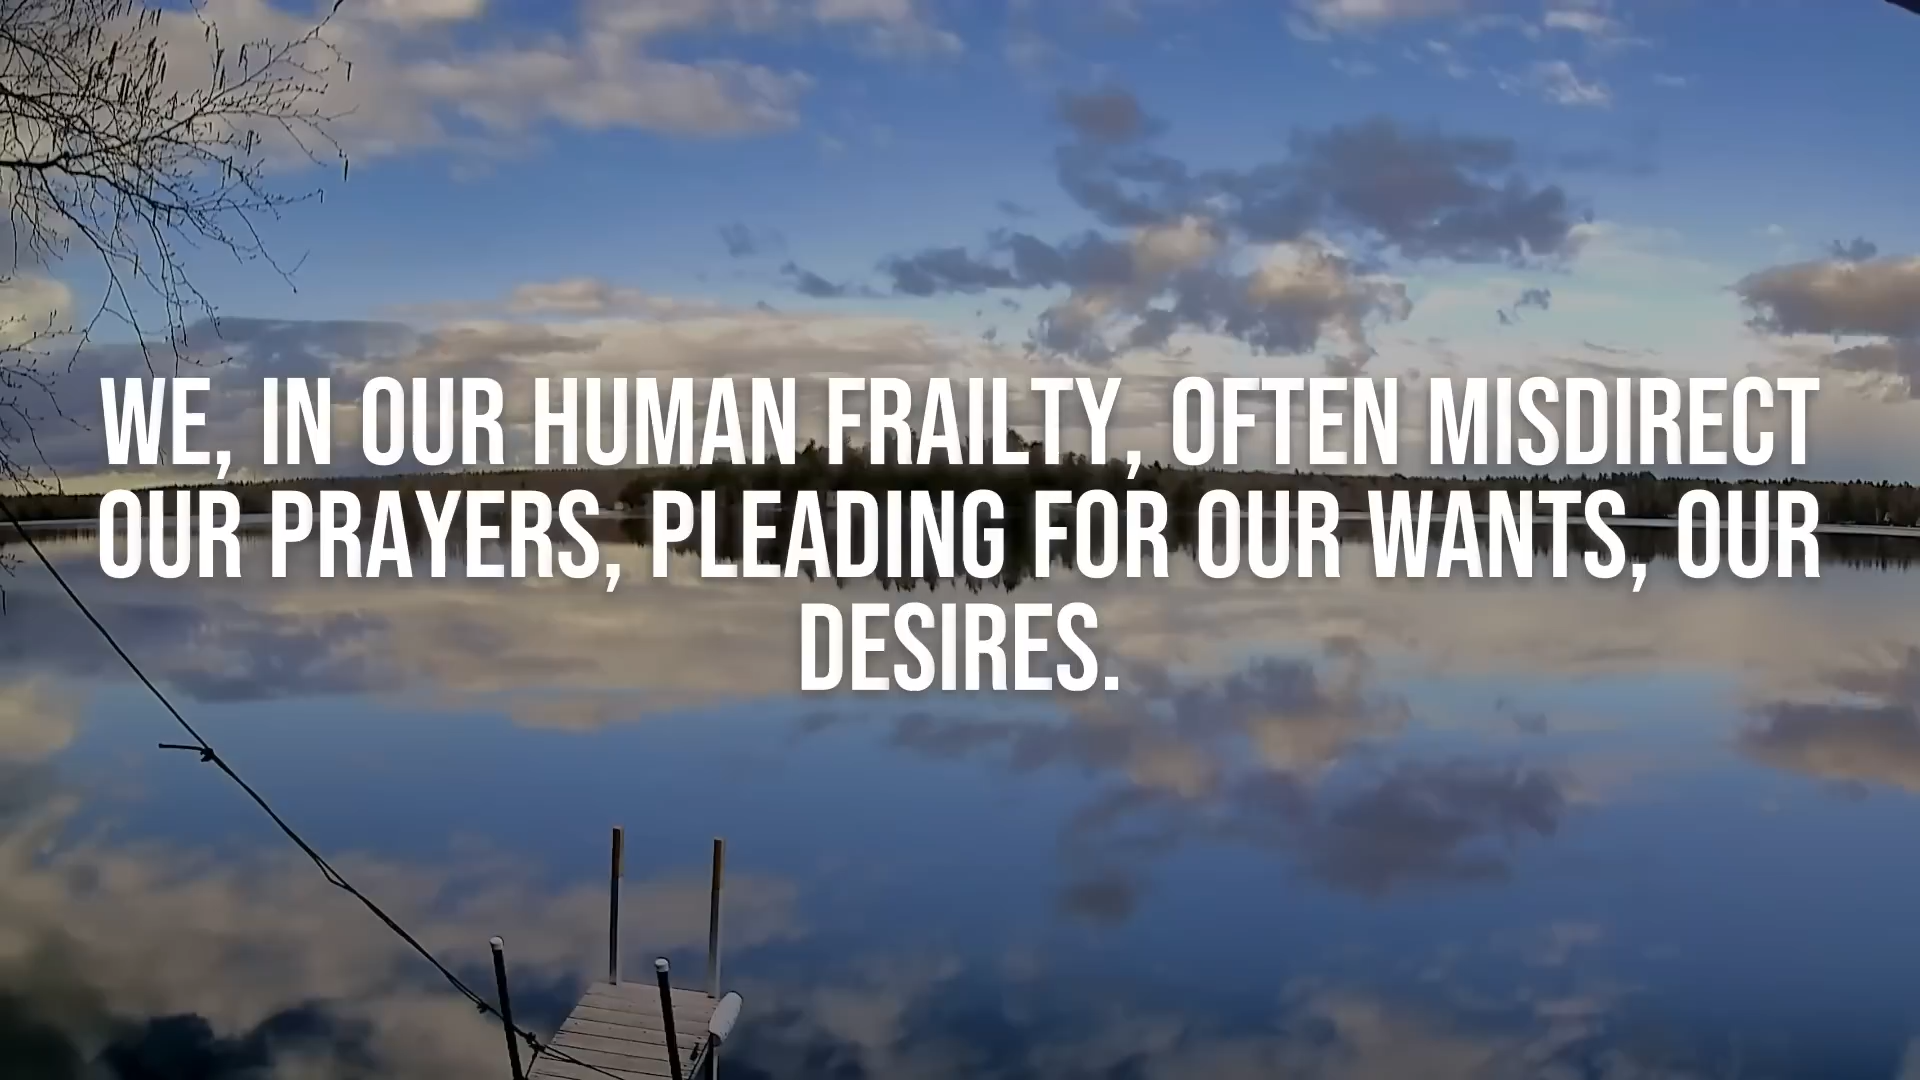 WE, IN OUR HUMAN FRAILTY, OFTEN MISDIRECT
OUR PRAYERS, PLEADING FOR OUR WANTS, OUR
DESIRES.